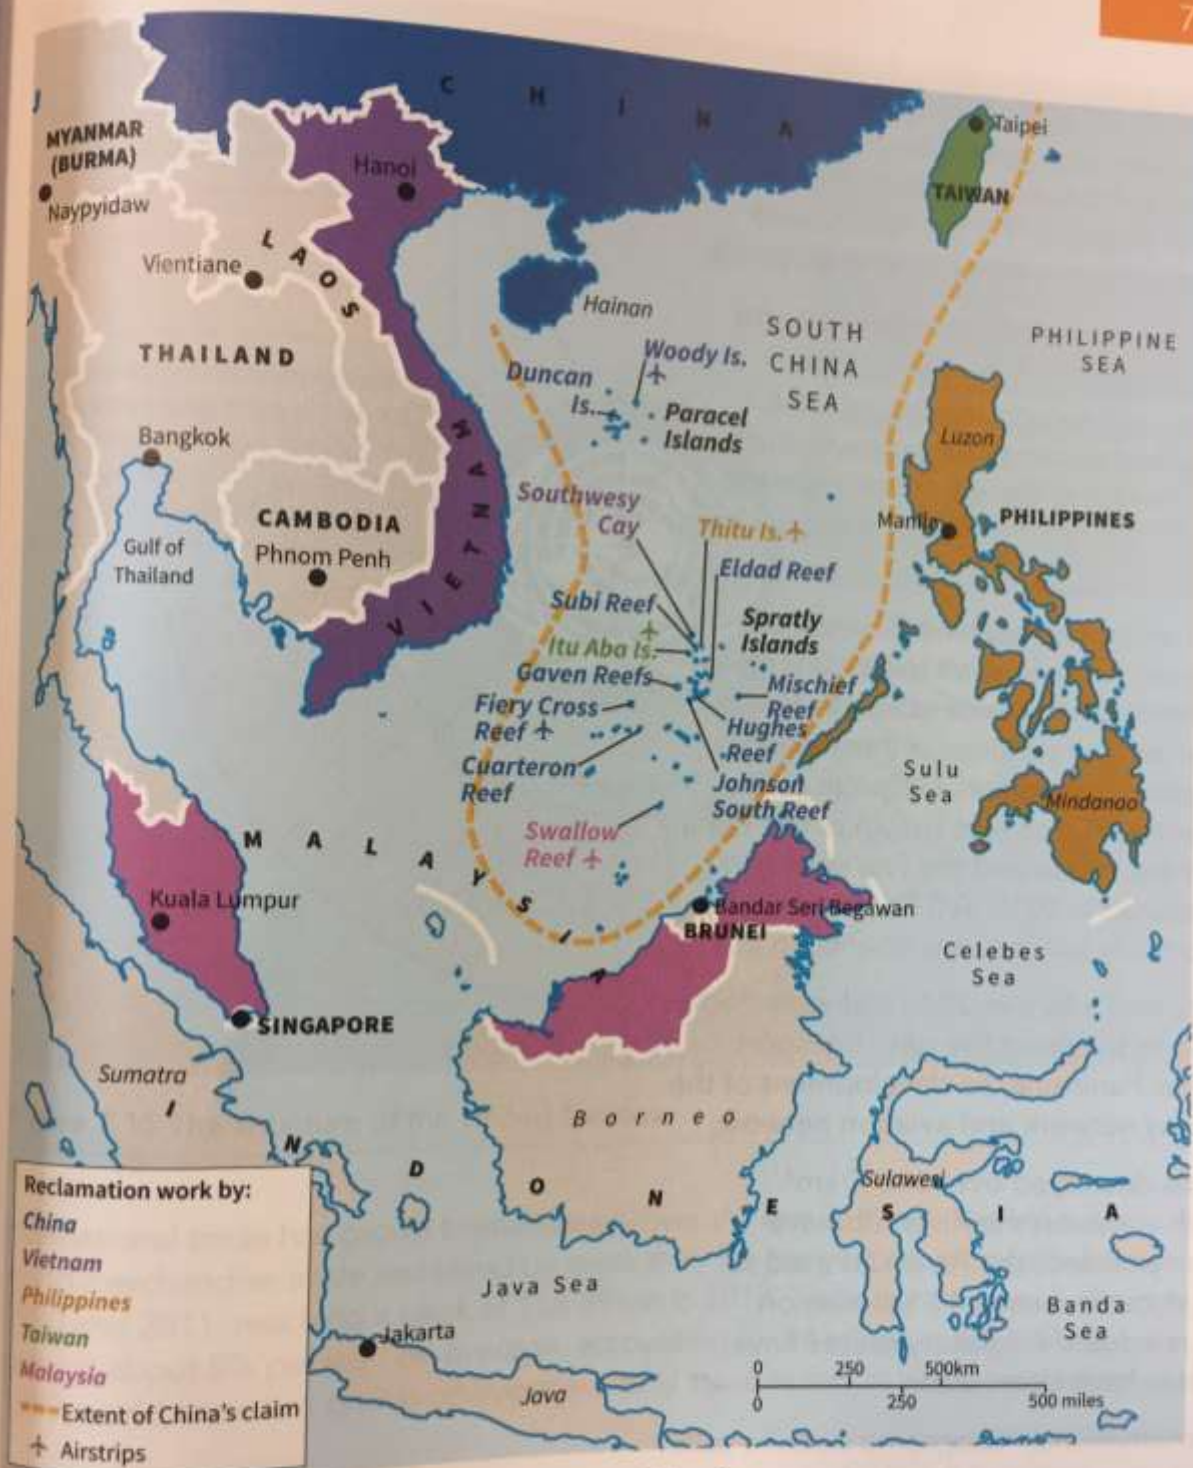 7
C H I N A
MYANMAR
(BURMA)
Naypyidaw
Hanoi
Taipei
TAIWAN
LAOS
Vientiane
Hainan
SOUTH
CHINA
SEA
PHILIPPINE
SEA
THAILAND
Woody Is.
Duncan
Is.
Paracel
Islands
Bangkok
Luzon
VIETNAM
Southwesy
Cay
Thitu Is.
Manila
PHILIPPINES
CAMBODIA
Phnom Penh
Gulf of
Thailand
Eldad Reef
Subi Reef
Spratly
Islands
Itu Aba Is.
Gaven Reefs
Mischief
Reef
Fiery Cross
Reef
Hughes
Reef
Cuarteron
Reef
Johnson
South Reef
Sulu
Sea
Mindanao
Swallow
Reef
MALAYSIA
Kuala Lumpur
Bandar Seri Begawan
BRUNEI
Celebes
Sea
SINGAPORE
Sumatra
Borneo
INDONESIA
Sulawesi
Java Sea
Banda
Sea
Jakarta
Java
Reclamation work by:
China
Vietnam
Philippines
Taiwan
Malaysia
Extent of China's claim
Airstrips
0 250 500km
0 250 500 miles